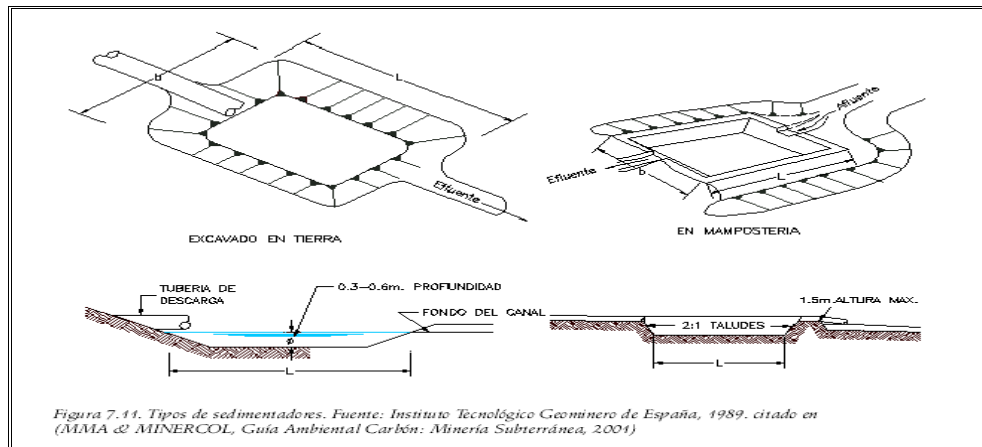 b
L
Efluente
EXCAVADO EN TIERRA
Afluente
Efluente
b
L
EN MAMPOSTERIA
TUBERIA DE
DESCARGA
0.3-0.6m. PROFUNDIDAD
FONDO DEL CANAL
L
1.5m ALTURA MAX.
2:1 TALUDES
L
Figura 7.11. Tipos de sedimentadores. Fuente: Instituto Tecnológico Geominero de España, 1989. citado en
(MMA & MINERCOL, Guía Ambiental Carbón: Minería Subterránea, 2001)